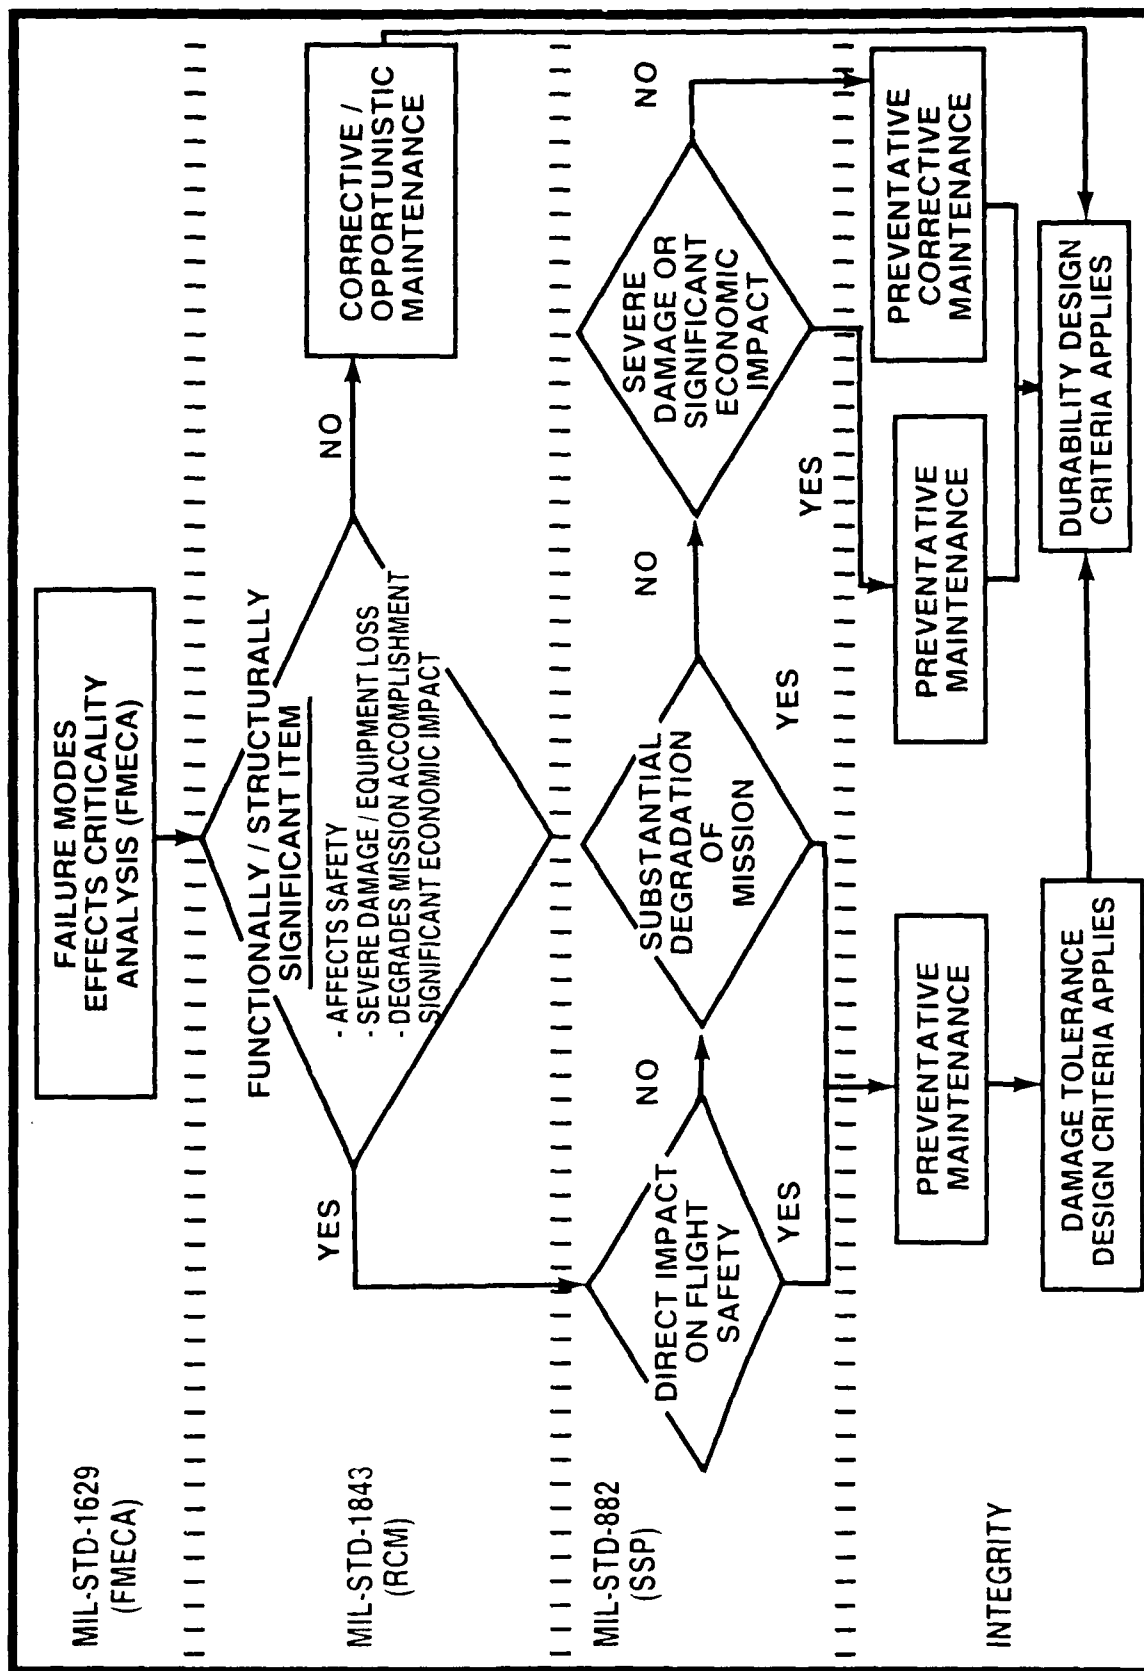 MIL-STD-1629
(FMECA)
FAILURE MODES
EFFECTS CRITICALITY
ANALYSIS (FMECA)
MIL-STD-1843
(RCM)
FUNCTIONALLY / STRUCTURALLY
SIGNIFICANT ITEM
- AFFECTS SAFETY
- SEVERE DAMAGE / EQUIPMENT LOSS
- DEGRADES MISSION ACCOMPLISHMENT
SIGNIFICANT ECONOMIC IMPACT
YES
NO
CORRECTIVE /
OPPORTUNISTIC
MAINTENANCE
MIL-STD-882
(SSP)
DIRECT IMPACT
ON FLIGHT
SAFETY
NO
YES
SUBSTANTIAL
DEGRADATION
OF
MISSION
NO
YES
SEVERE
DAMAGE OR
SIGNIFICANT
ECONOMIC
IMPACT
NO
YES
INTEGRITY
PREVENTATIVE
MAINTENANCE
PREVENTATIVE
MAINTENANCE
PREVENTATIVE
CORRECTIVE
MAINTENANCE
DAMAGE TOLERANCE
DESIGN CRITERIA APPLIES
DURABILITY DESIGN
CRITERIA APPLIES